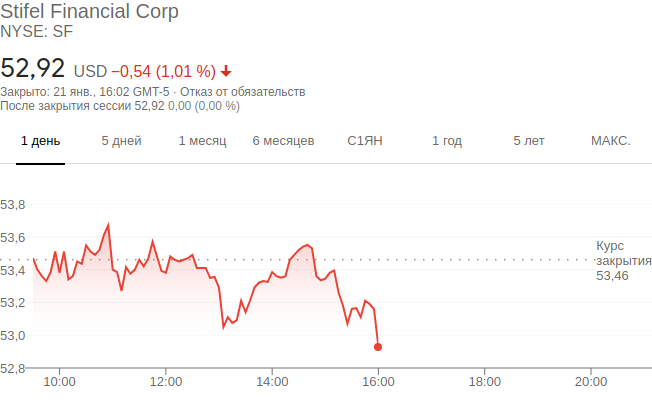 Stifel Financial Corp
NYSE: SF
52,92 USD −0,54 (1,01 %)
Закрыто: 21 янв., 16:02 GMT-5 · Отказ от обязательств
После закрытия сессии 52,92 0,00 (0,00 %)
1 день 5 дней 1 месяц 6 месяцев С1ЯН 1 год 5 лет МАКС.
53,8
53,6
Курс
закрытия
53,46
53,4
53,2
53,0
52,8
10:00 12:00 14:00 16:00 18:00 20:00